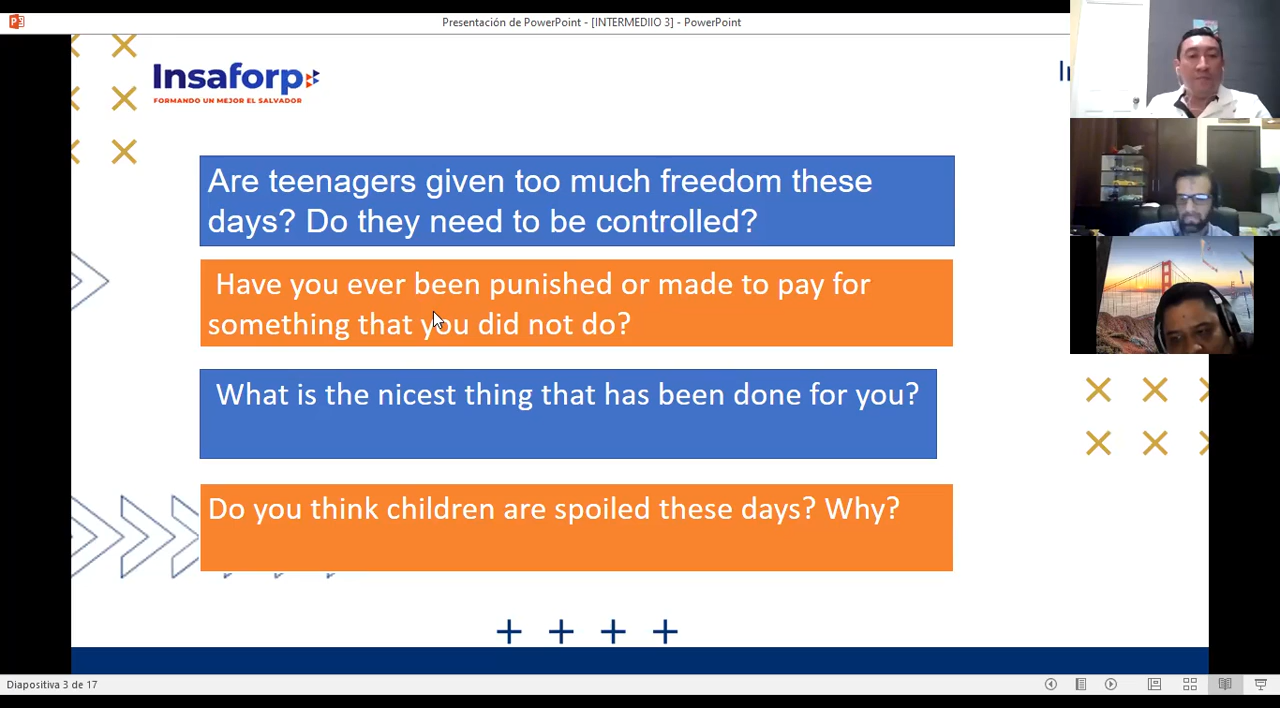 Presentación de PowerPoint - [INTERMEDIIO 3] - PowerPoint
Insaforp
FORMANDO UN MEJOR EL SALVADOR
Are teenagers given too much freedom these
days? Do they need to be controlled?
Have you ever been punished or made to pay for
something that you did not do?
What is the nicest thing that has been done for you?
Do you think children are spoiled these days? Why?
Diapositiva 3 de 17